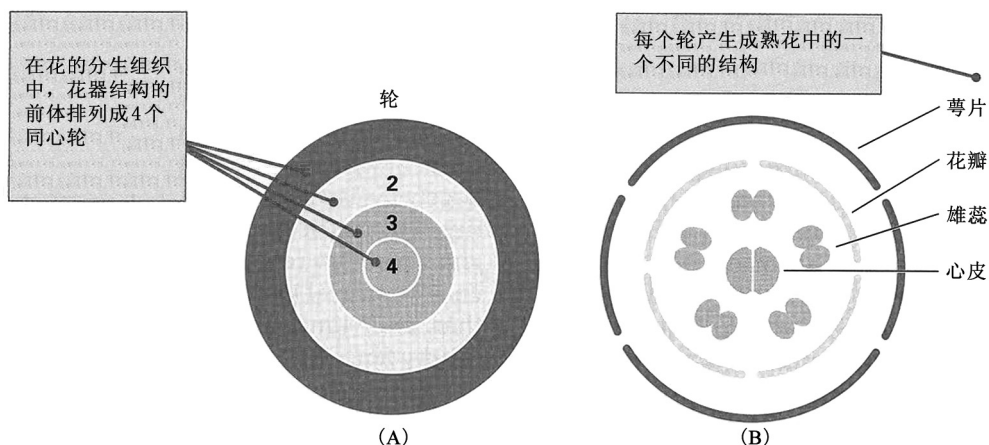 在花的分生组织
中，花器结构的
前体排列成4个
同心轮
轮
2
3
4
(A)
每个轮产生成熟花中的一
个不同的结构
萼片
花瓣
雄蕊
心皮
(B)